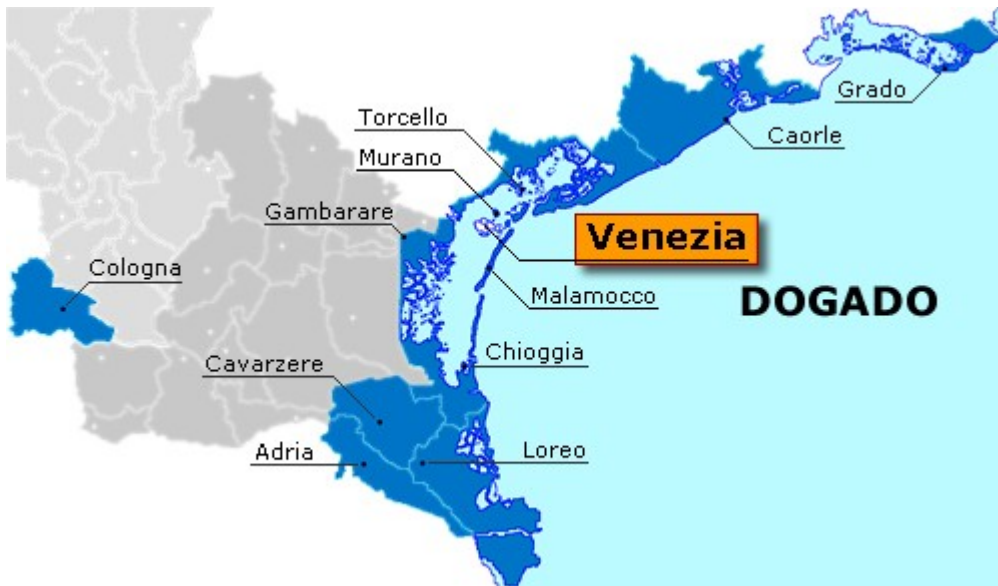 Grado
Torcello
Caorle
Murano
Gambarare
Venezia
Cologna
Malamocco
DOGADO
Chioggia
Cavarzere
Adria
Loreo